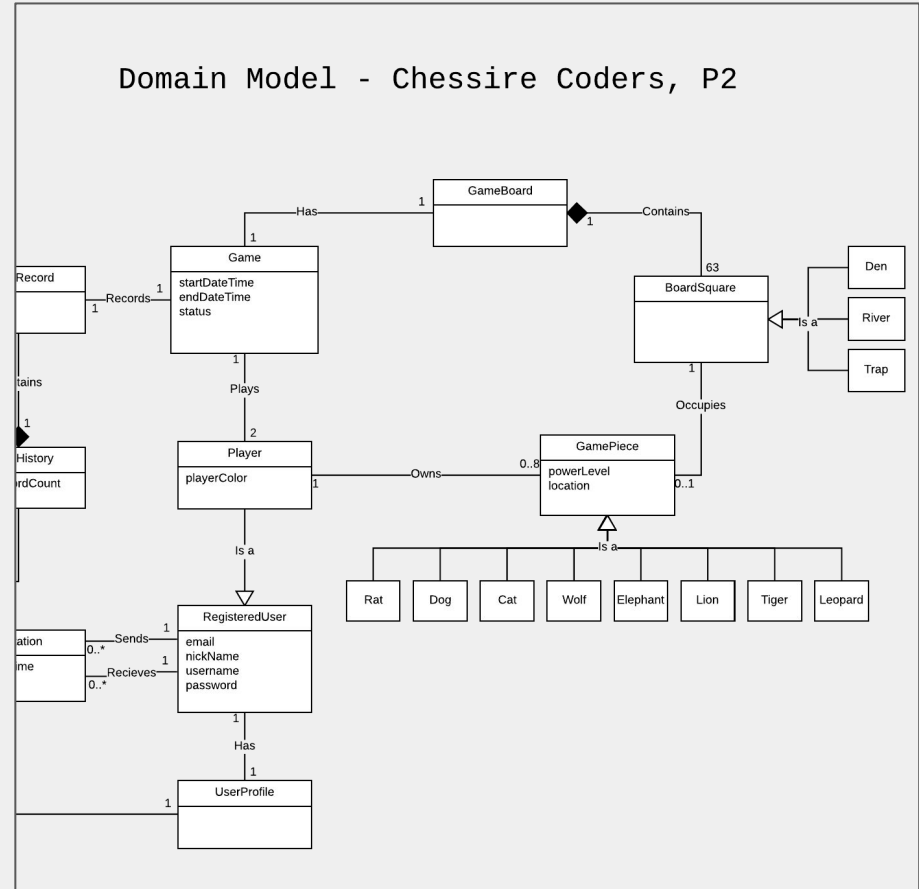 Domain Model - Chessire Coders, P2
GameBoard
1
Has
1
Contains
1
63
Game
startDateTime
endDateTime
status
Record
1
Records
1
BoardSquare
Den
River
Trap
Is a
1
Plays
2
1
Occupies
0..1
tains
1
History
rdCount
Player
playerColor
1
Owns
0..8
GamePiece
powerLevel
location
Is a
Is a
Rat
Dog
Cat
Wolf
Elephant
Lion
Tiger
Leopard
ation
ime
RegisteredUser
email
nickName
username
password
1
Sends
0..*
1
Recieves
0..*
1
Has
1
UserProfile
1